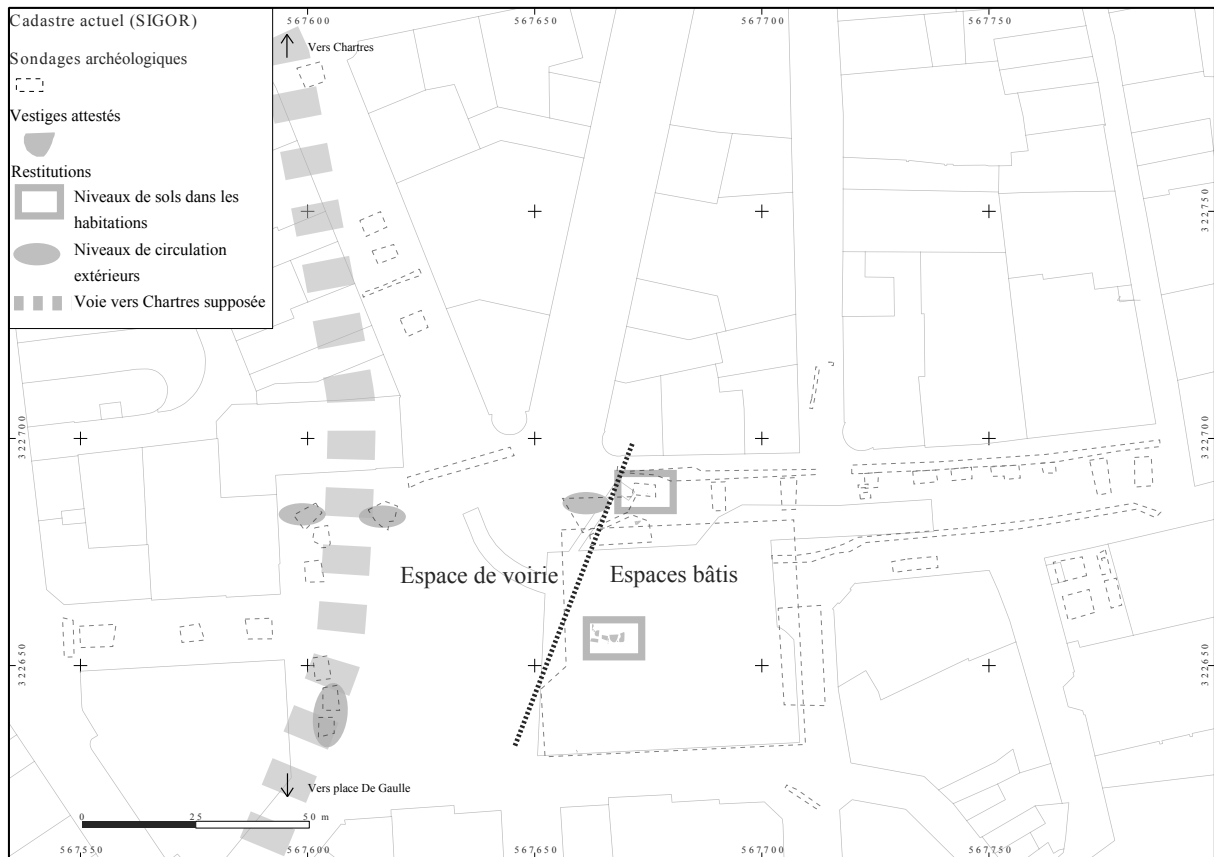 567600
567650
567700
567750
Cadastre actuel (SIGOR)
Sondages archéologiques
Vestiges attestés
Restitutions
Niveaux de sols dans les
habitations
Niveaux de circulation
extérieurs
Voie vers Chartres supposée
Vers Chartres
322750
322750
322700
322700
Espace de voirie
Espaces bâtis
322650
322650
Vers place De Gaulle
0 25 50 m
567550
567600
567650
567700
567750